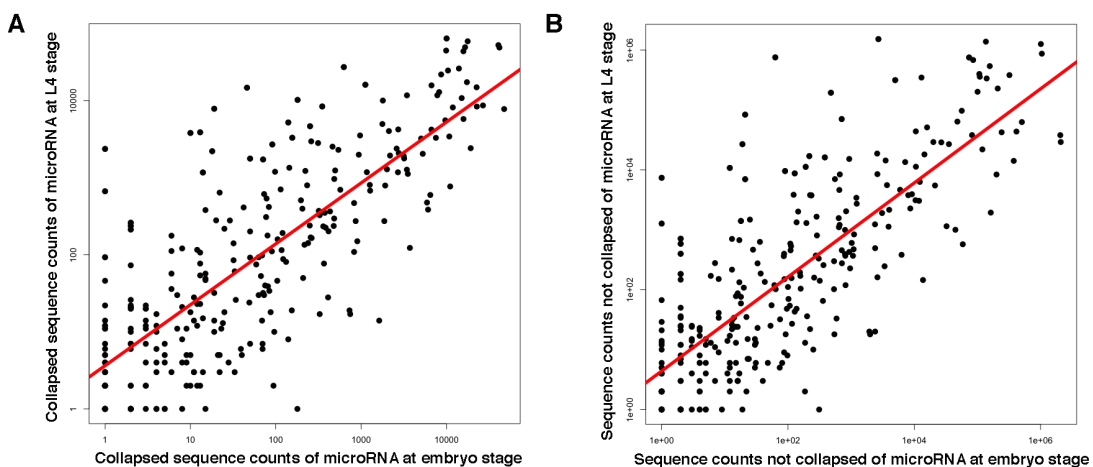 A
Collapsed sequence counts of microRNA at L4 stage
10000
100
1
1
10
100
1000
10000
Collapsed sequence counts of microRNA at embryo stage
B
Sequence counts not collapsed of microRNA at L4 stage
1e+06
1e+04
1e+02
1e+00
1e+00
1e+02
1e+04
1e+06
Sequence counts not collapsed of microRNA at embryo stage